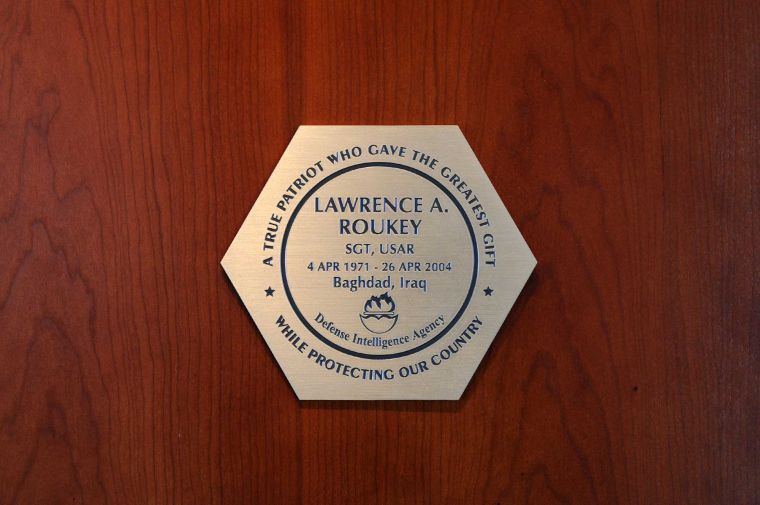 A TRUE PATRIOT WHO GAVE THE GREATEST GIFT
LAWRENCE A.
ROUKEY
SGT, USAR
4 APR 1971 - 26 APR 2004
Baghdad, Iraq
Defense Intelligence Agency
WHILE PROTECTING OUR COUNTRY